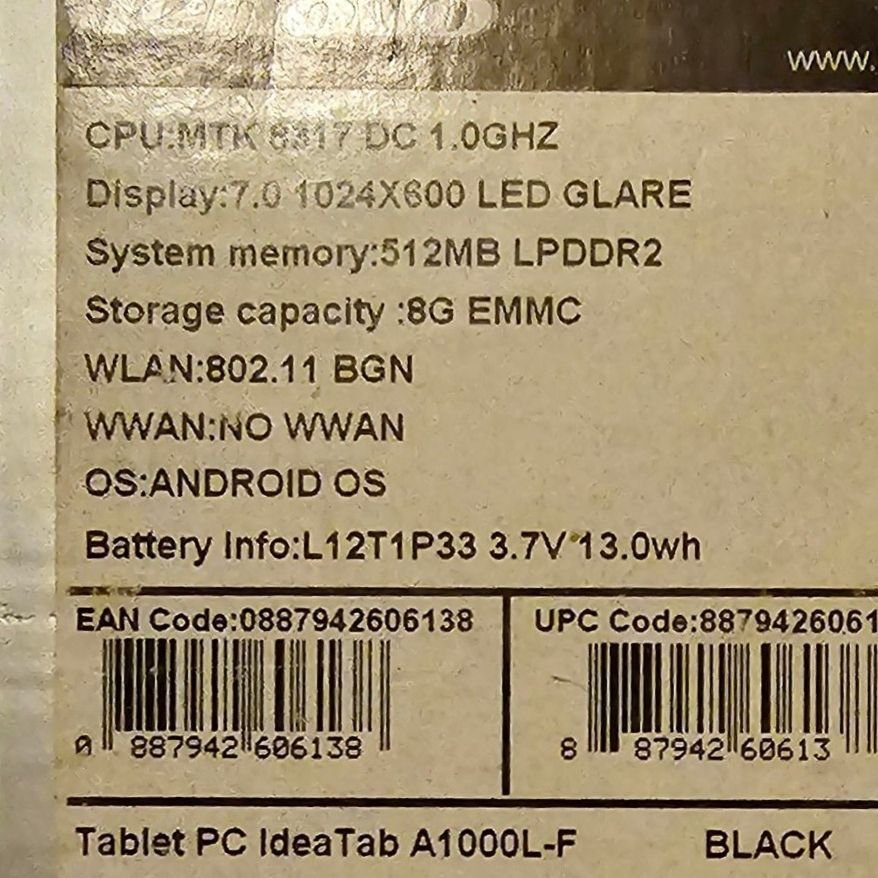 lenovo
www.
CPU:MTK 8317 DC 1.0GHZ
Display:7.0 1024X600 LED GLARE
System memory:512MB LPDDR2
Storage capacity :8G EMMC
WLAN:802.11 BGN
WWAN:NO WWAN
OS:ANDROID OS
Battery Info:L12T1P33 3.7V 13.0wh
EAN Code:0887942606138
UPC Code:8879426061
0 887942 606138
8 87942 60613
Tablet PC IdeaTab A1000L-F BLACK